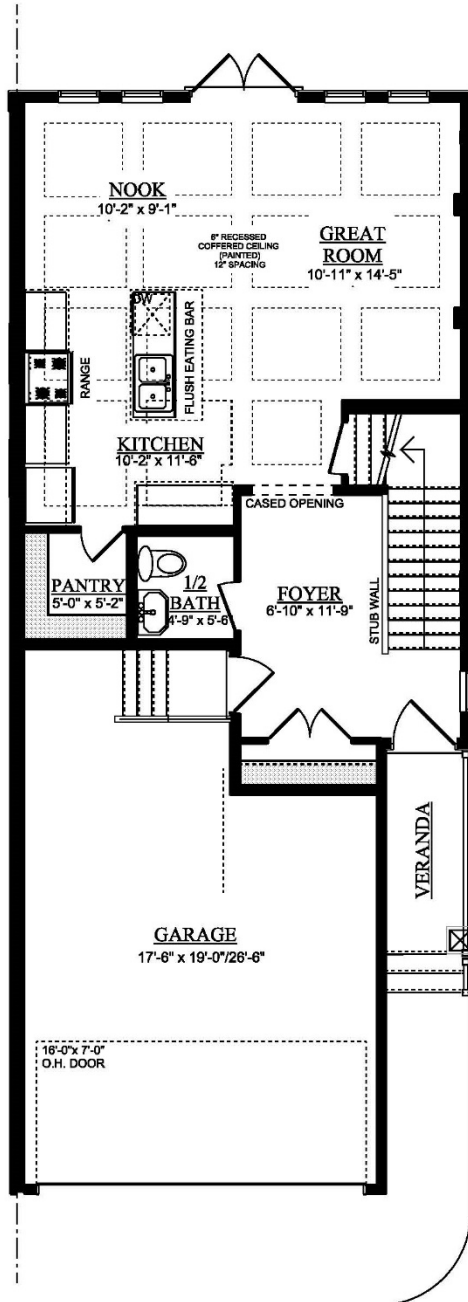 NOOK
10'-2" x 9'-1"
6" RECESSED
COFFERED CEILING
(PAINTED)
12" SPACING
GREAT
ROOM
10'-11" x 14'-5"
DW
RANGE
FLUSH EATING BAR
KITCHEN
10'-2" x 11'-6"
CASED OPENING
PANTRY
5'-0" x 5'-2"
1/2
BATH
4'-9" x 5'-6"
FOYER
6'-10" x 11'-9"
STUB WALL
VERANDA
GARAGE
17'-6" x 19'-0"/26'-6"
16'-0"x 7'-0"
O.H. DOOR